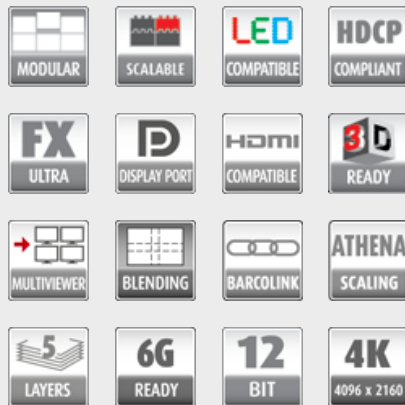 MODULAR
SCALABLE
LED
COMPATIBLE
HDCP
COMPLIANT
FX
ULTRA
D
DISPLAY PORT
HDMI
COMPATIBLE
3D
READY
MULTIVIEWER
BLENDING
BARCOLINK
ATHENA
SCALING
5
LAYERS
6G
READY
12
BIT
4K
4096 x 2160